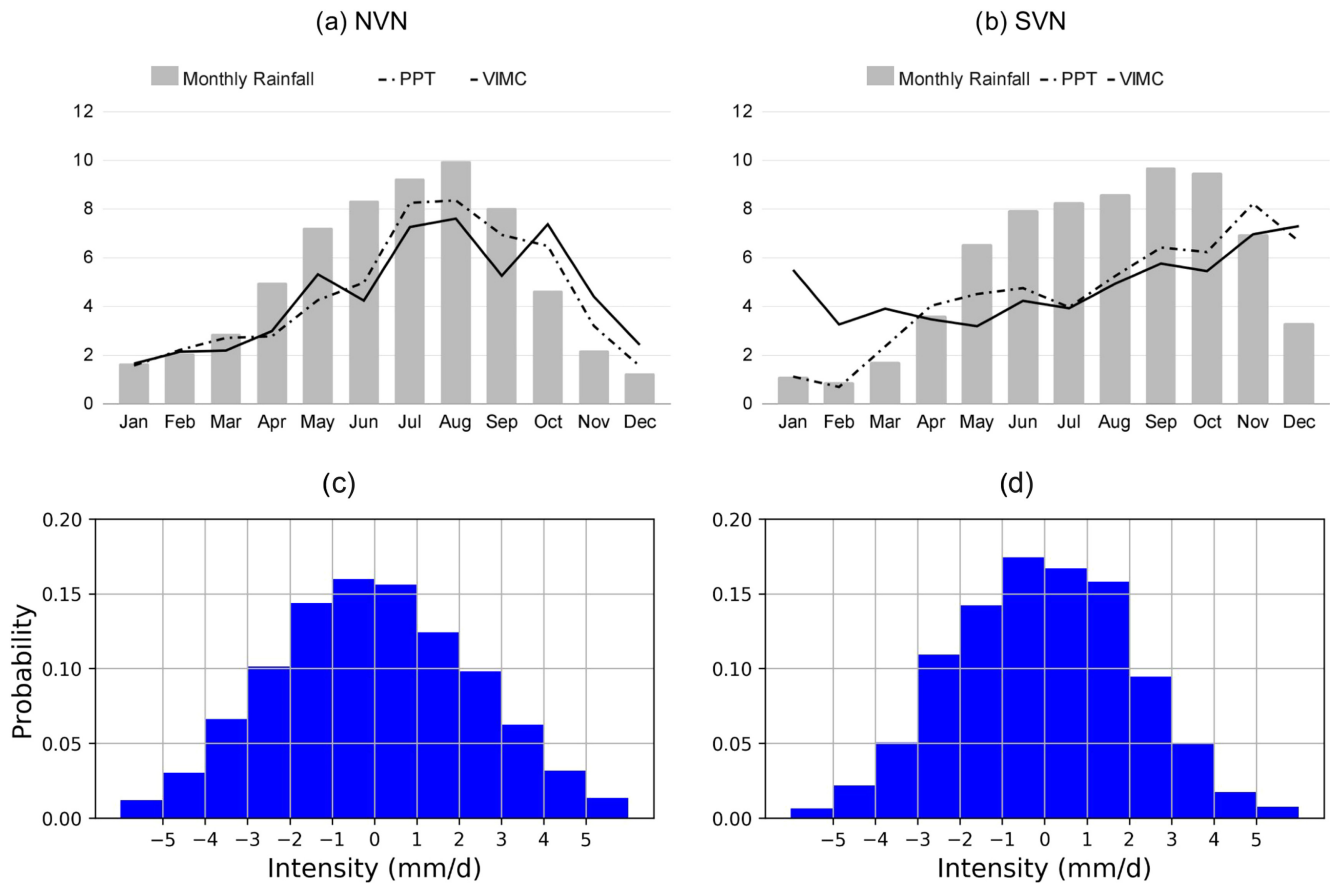 (a) NVN
Monthly Rainfall PPT VIMC
12
10
8
6
4
2
0
Jan Feb Mar Apr May Jun Jul Aug Sep Oct Nov Dec
(b) SVN
Monthly Rainfall PPT VIMC
12
10
8
6
4
2
0
Jan Feb Mar Apr May Jun Jul Aug Sep Oct Nov Dec
(c)
Probability
0.20
0.15
0.10
0.05
0.00
−5 −4 −3 −2 −1 0 1 2 3 4 5
Intensity (mm/d)
(d)
0.20
0.15
0.10
0.05
0.00
−5 −4 −3 −2 −1 0 1 2 3 4 5
Intensity (mm/d)